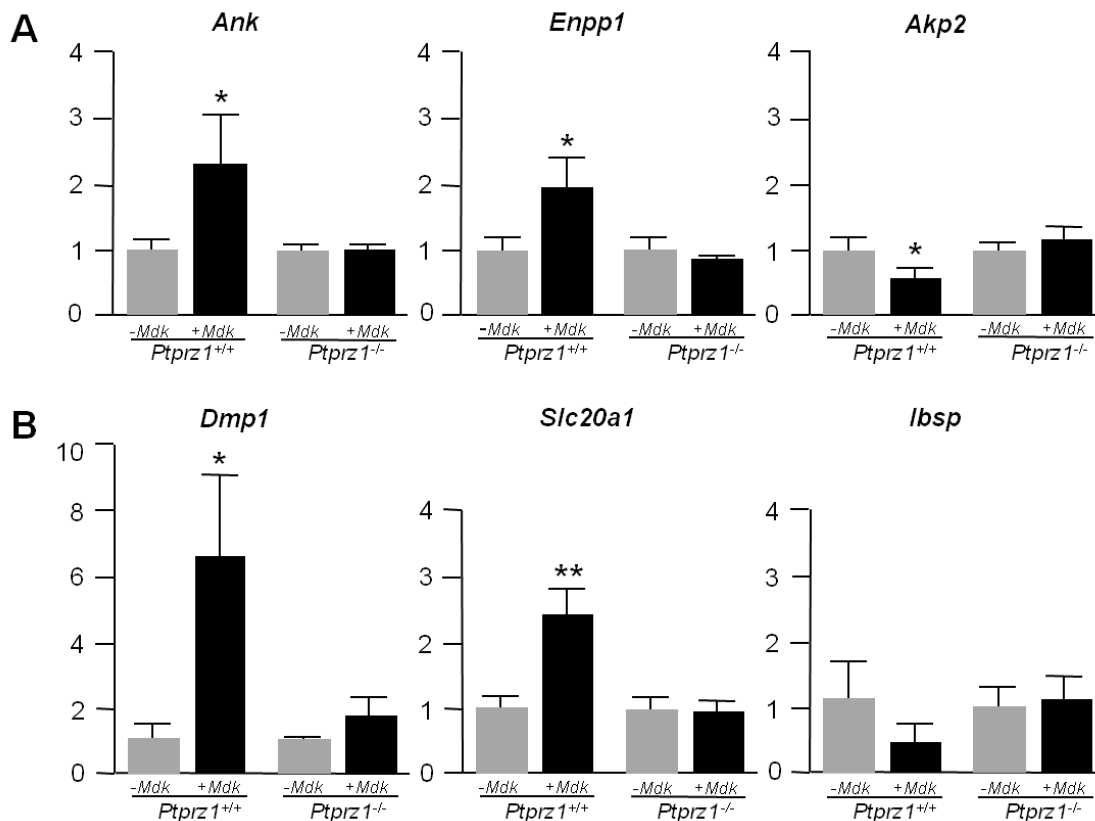 A
Ank
Enpp1
Akp2
4
3
2
1
0
*
-Mdk +Mdk -Mdk +Mdk
Ptprz1+/+ Ptprz1-/-
4
3
2
1
0
*
-Mdk +Mdk -Mdk +Mdk
Ptprz1+/+ Ptprz1-/-
4
3
2
1
0
*
-Mdk +Mdk -Mdk +Mdk
Ptprz1+/+ Ptprz1-/-
B
Dmp1
Slc20a1
Ibsp
10
8
6
4
2
0
*
-Mdk +Mdk -Mdk +Mdk
Ptprz1+/+ Ptprz1-/-
4
3
2
1
0
**
-Mdk +Mdk -Mdk +Mdk
Ptprz1+/+ Ptprz1-/-
4
3
2
1
0
-Mdk +Mdk -Mdk +Mdk
Ptprz1+/+ Ptprz1-/-